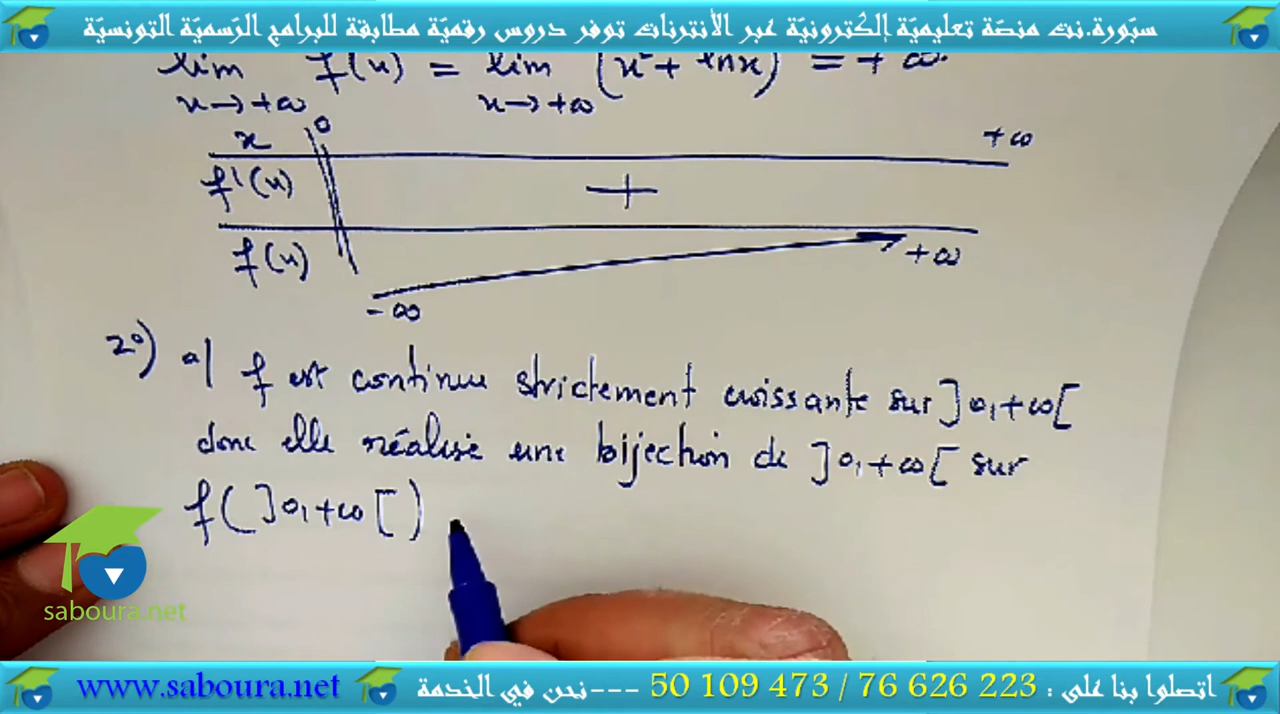 سبّورة.نت منصّة تعليميّة إلكترونيّة عبر الأنترنات توفر دروس رقميّة مطابقة للبرامج الرّسميّة التونسيّة
lim f(x) = lim (x² + lnx) = +∞.
x→+∞ x→+∞
x 0 +∞
f'(x) +
f(x) -∞ +∞
2°) a) f est continue strictement croissante sur ]0,+∞[
donc elle réalise une bijection de ]0,+∞[ sur
f(]0,+∞[)
saboura.net
www.saboura.net اتصلوا بنا على : 223 626 76 / 473 109 50 ---نحن في الخدمة